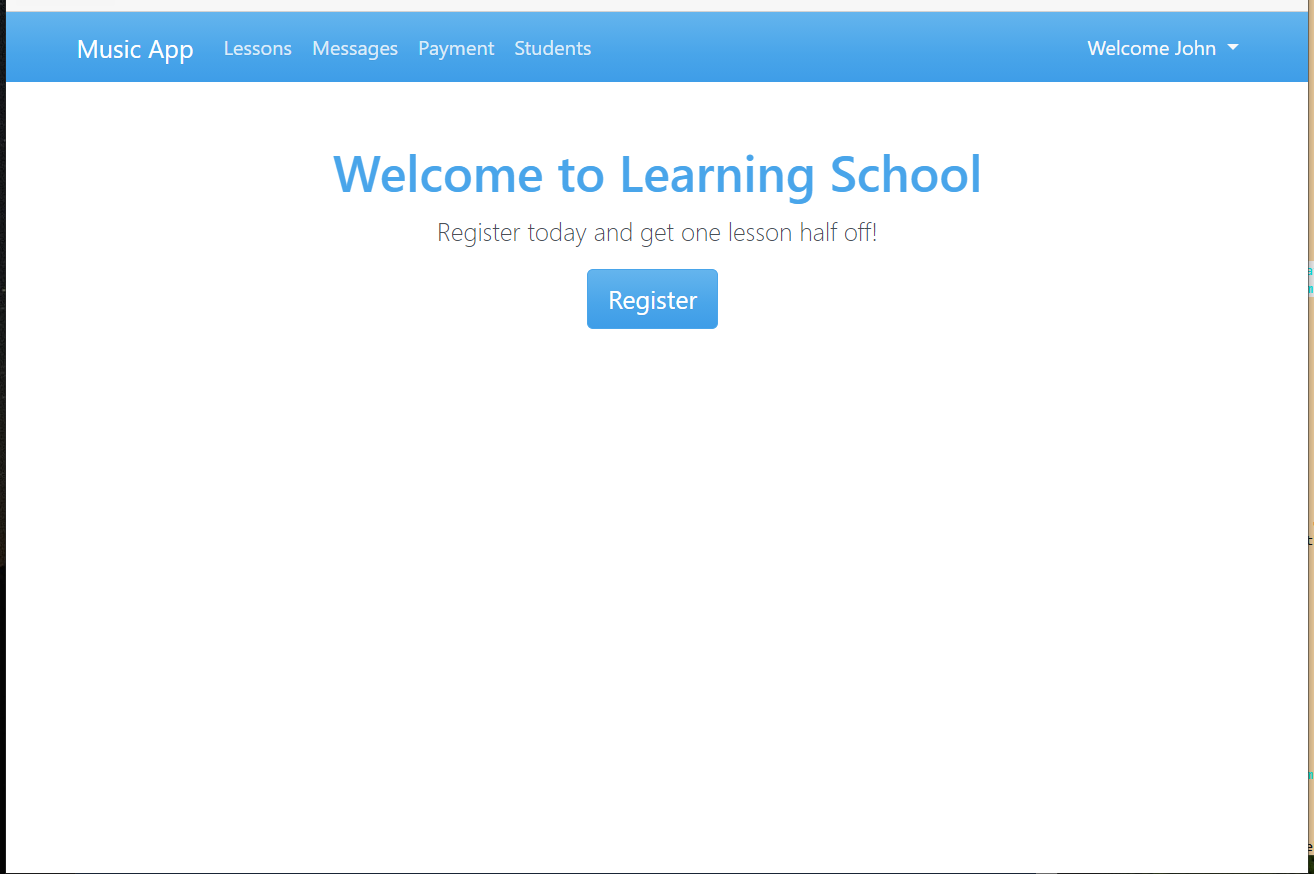 Music App Lessons Messages Payment Students Welcome John
Welcome to Learning School
Register today and get one lesson half off!
Register